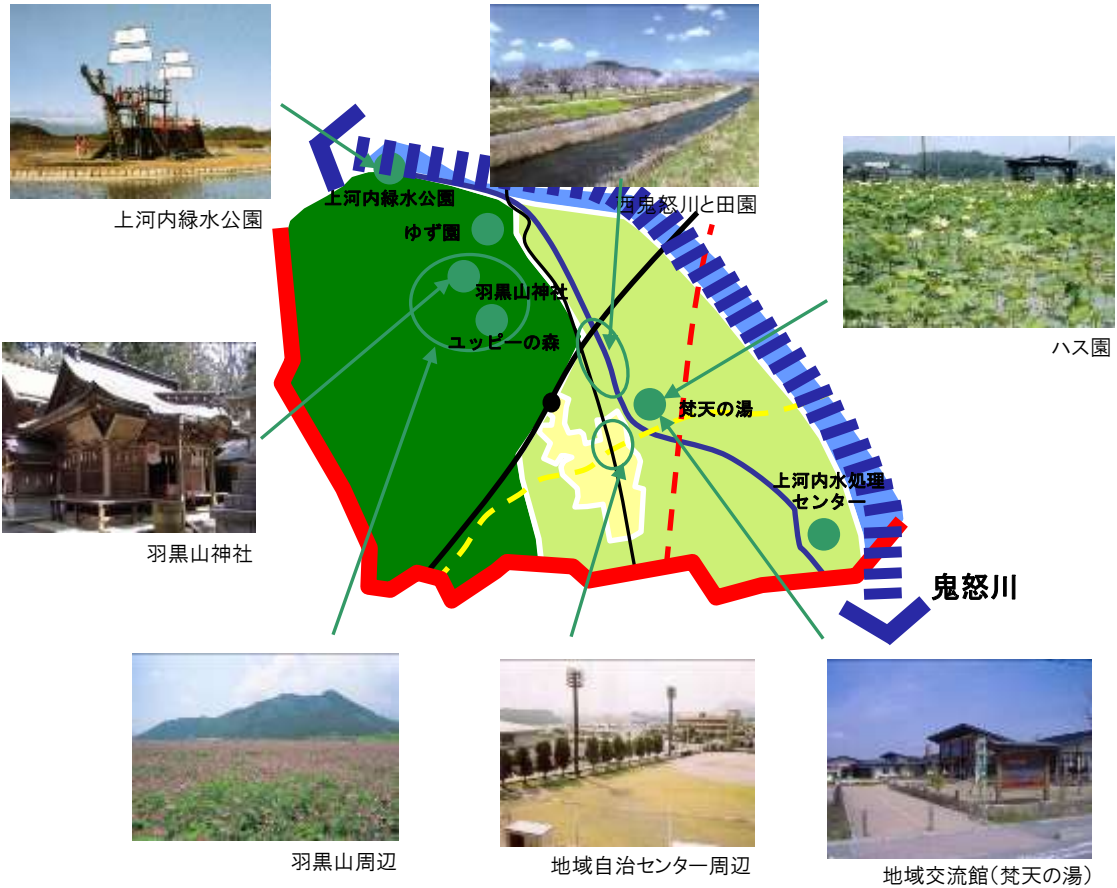 上河内緑水公園
西鬼怒川と田園
ハス園
上河内緑水公園
ゆず園
羽黒山神社
ユッピーの森
梵天の湯
上河内水処理
センター
羽黒山神社
鬼怒川
羽黒山周辺
地域自治センター周辺
地域交流館(梵天の湯)